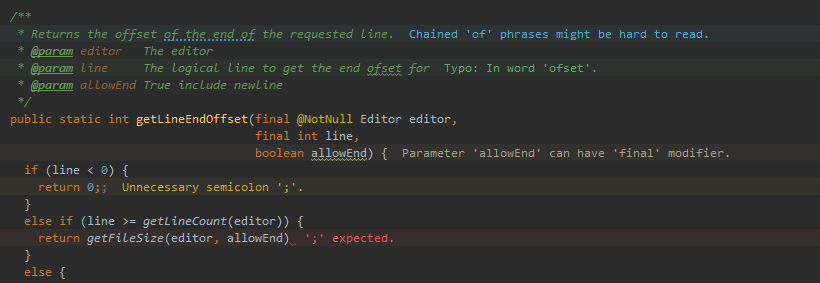 /**
 * Returns the offset of the end of the requested line.  Chained 'of' phrases might be hard to read.
 * @param editor   The editor
 * @param line     The logical line to get the end ofset for  Typo: In word 'ofset'.
 * @param allowEnd True include newline
 */
public static int getLineEndOffset(final @NotNull Editor editor,
                                   final int line,
                                   boolean allowEnd) {  Parameter 'allowEnd' can have 'final' modifier.
  if (line < 0) {
    return 0;;  Unnecessary semicolon ';'.
  }
  else if (line >= getLineCount(editor)) {
    return getFileSize(editor, allowEnd)  ';' expected.
  }
  else {